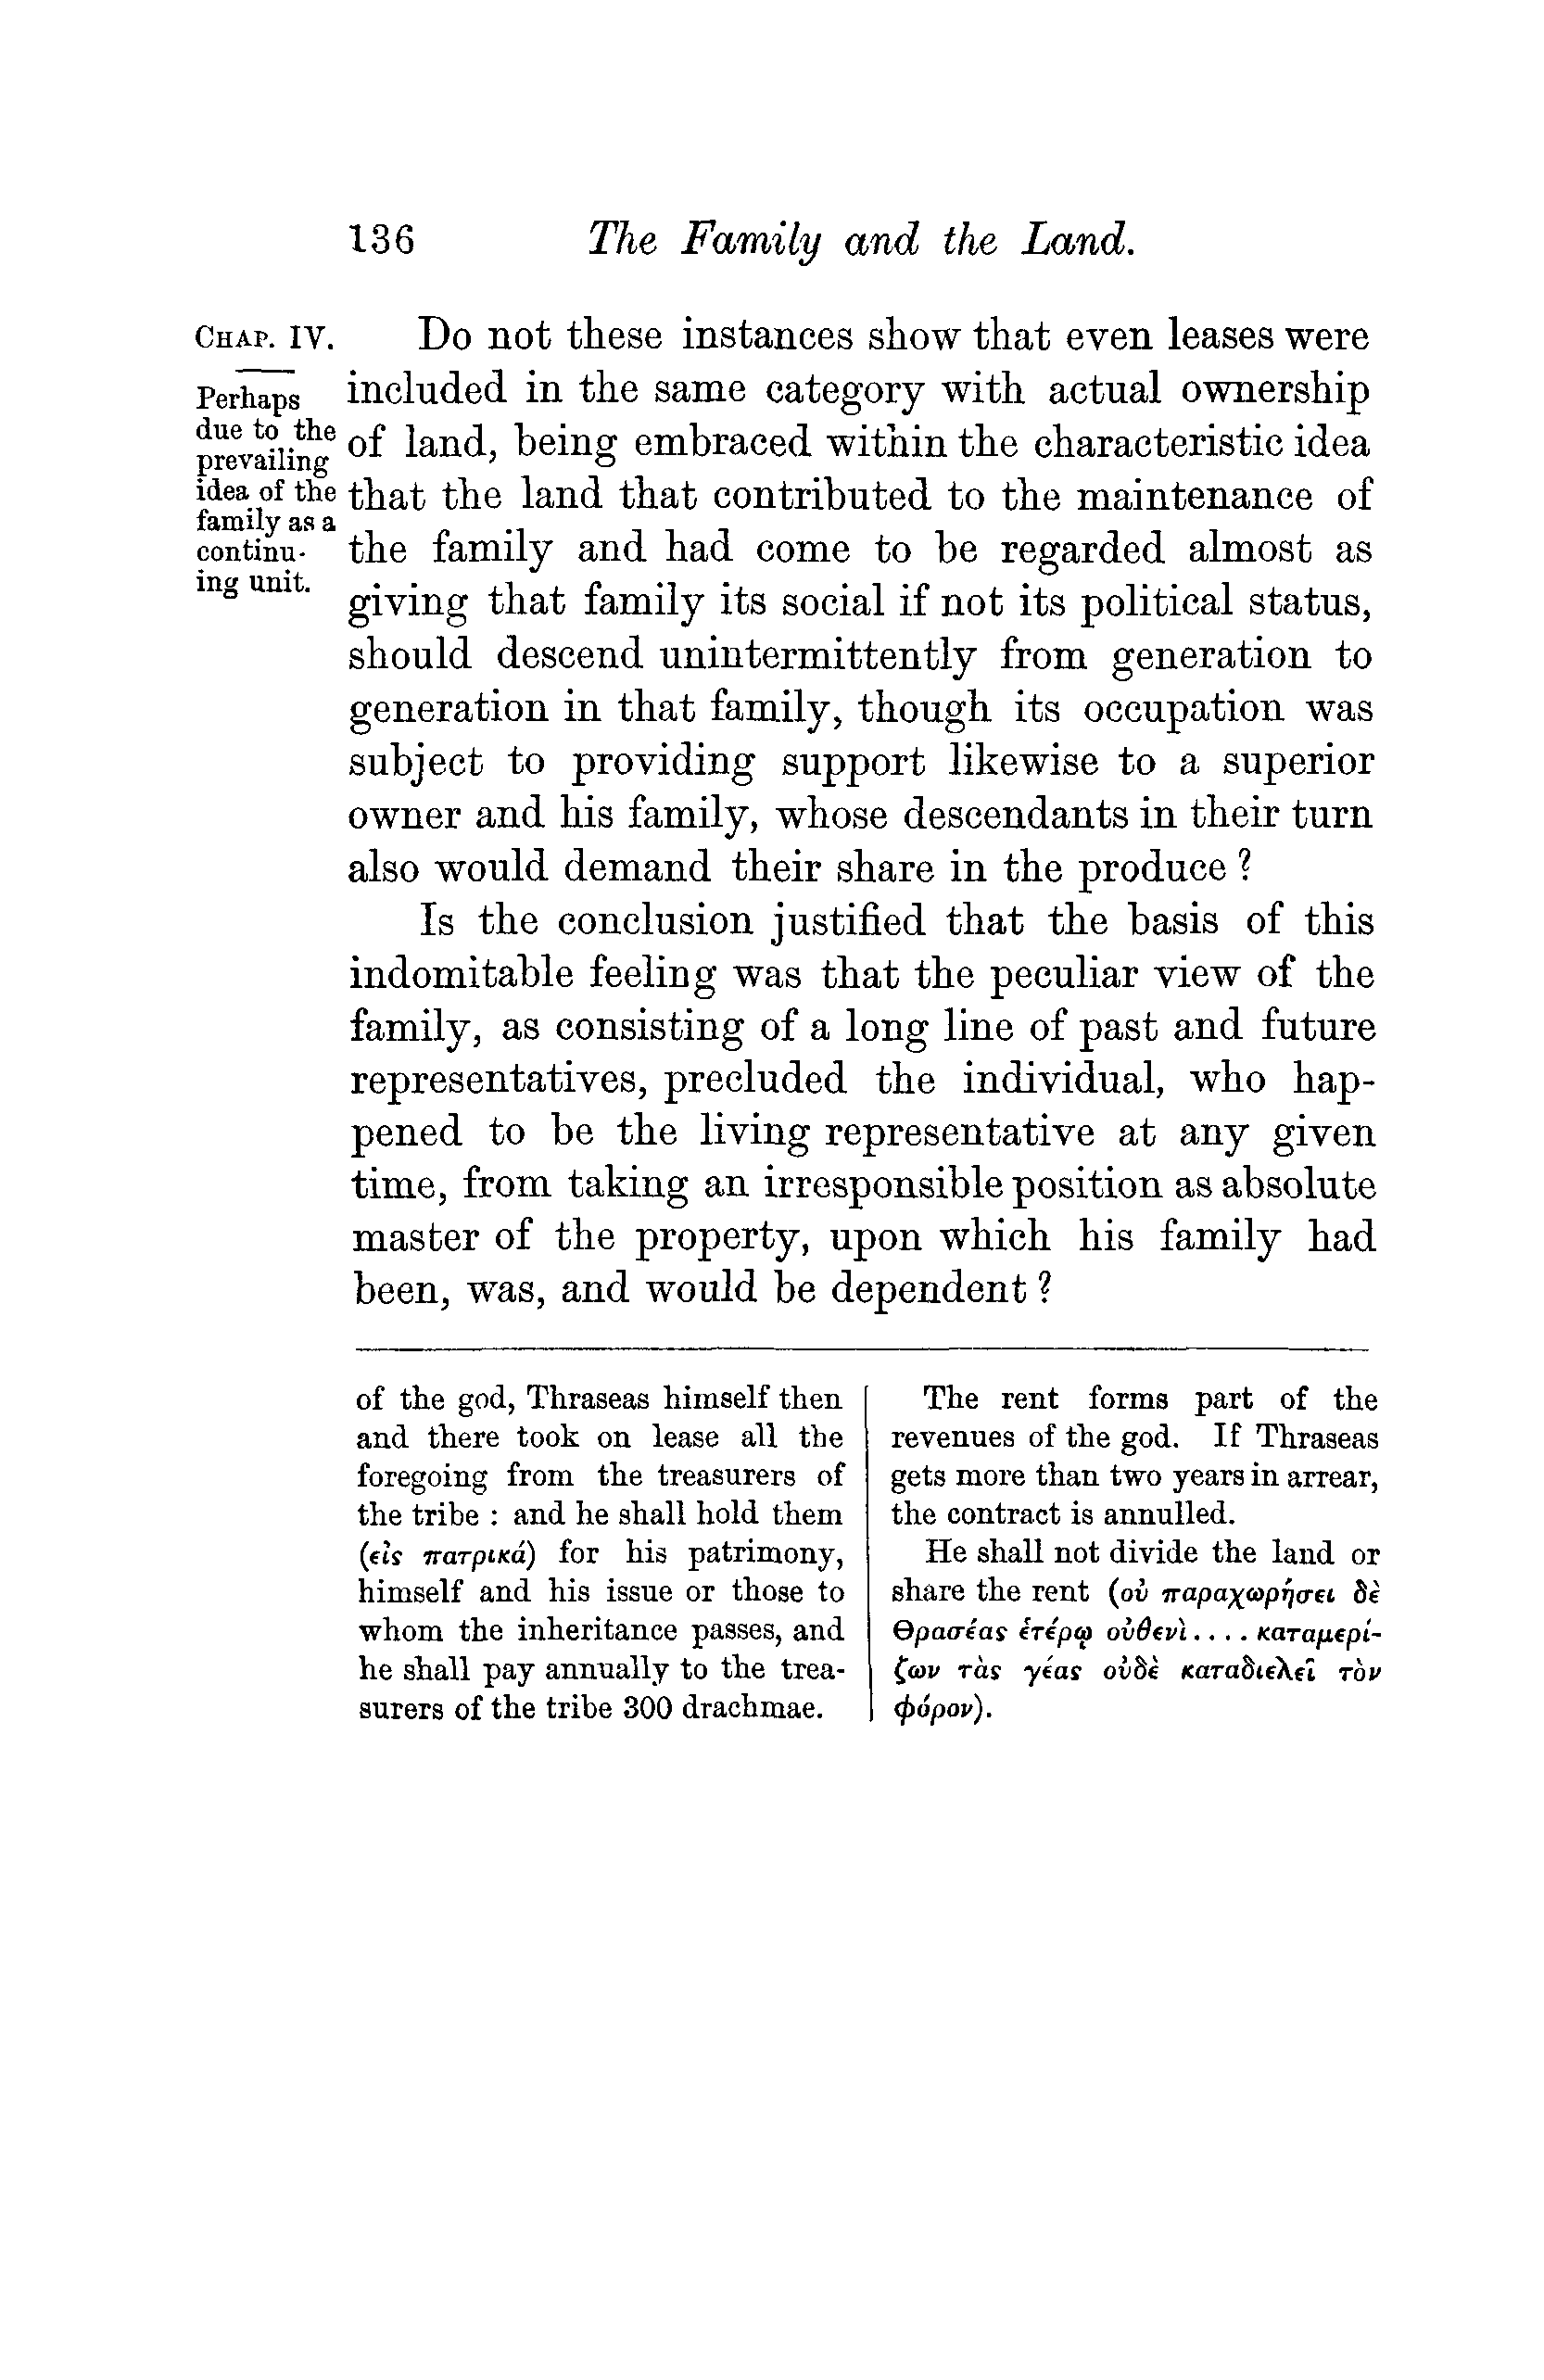 136 The Family and the Land.
CHAP. IV.
Perhaps
due to the
prevailing
idea of the
family as a
continu-
ing unit.
Do not these instances show that even leases were
included in the same category with actual ownership
of land, being embraced within the characteristic idea
that the land that contributed to the maintenance of
the family and had come to be regarded almost as
giving that family its social if not its political status,
should descend unintermittently from generation to
generation in that family, though its occupation was
subject to providing support likewise to a superior
owner and his family, whose descendants in their turn
also would demand their share in the produce ?
Is the conclusion justified that the basis of this
indomitable feeling was that the peculiar view of the
family, as consisting of a long line of past and future
representatives, precluded the individual, who hap-
pened to be the living representative at any given
time, from taking an irresponsible position as absolute
master of the property, upon which his family had
been, was, and would be dependent ?
of the god, Thraseas himself then
and there took on lease all the
foregoing from the treasurers of
the tribe : and he shall hold them
(εἰς πατρικά) for his patrimony,
himself and his issue or those to
whom the inheritance passes, and
he shall pay annually to the trea-
surers of the tribe 300 drachmae.
The rent forms part of the
revenues of the god. If Thraseas
gets more than two years in arrear,
the contract is annulled.
He shall not divide the land or
share the rent (οὐ παραχωρήσει δὲ
Θρασέας ἑτέρῳ οὐθενὶ.... καταμερί-
ζων τὰς γέας οὐδὲ καταδιελεῖ τὸν
φόρον).